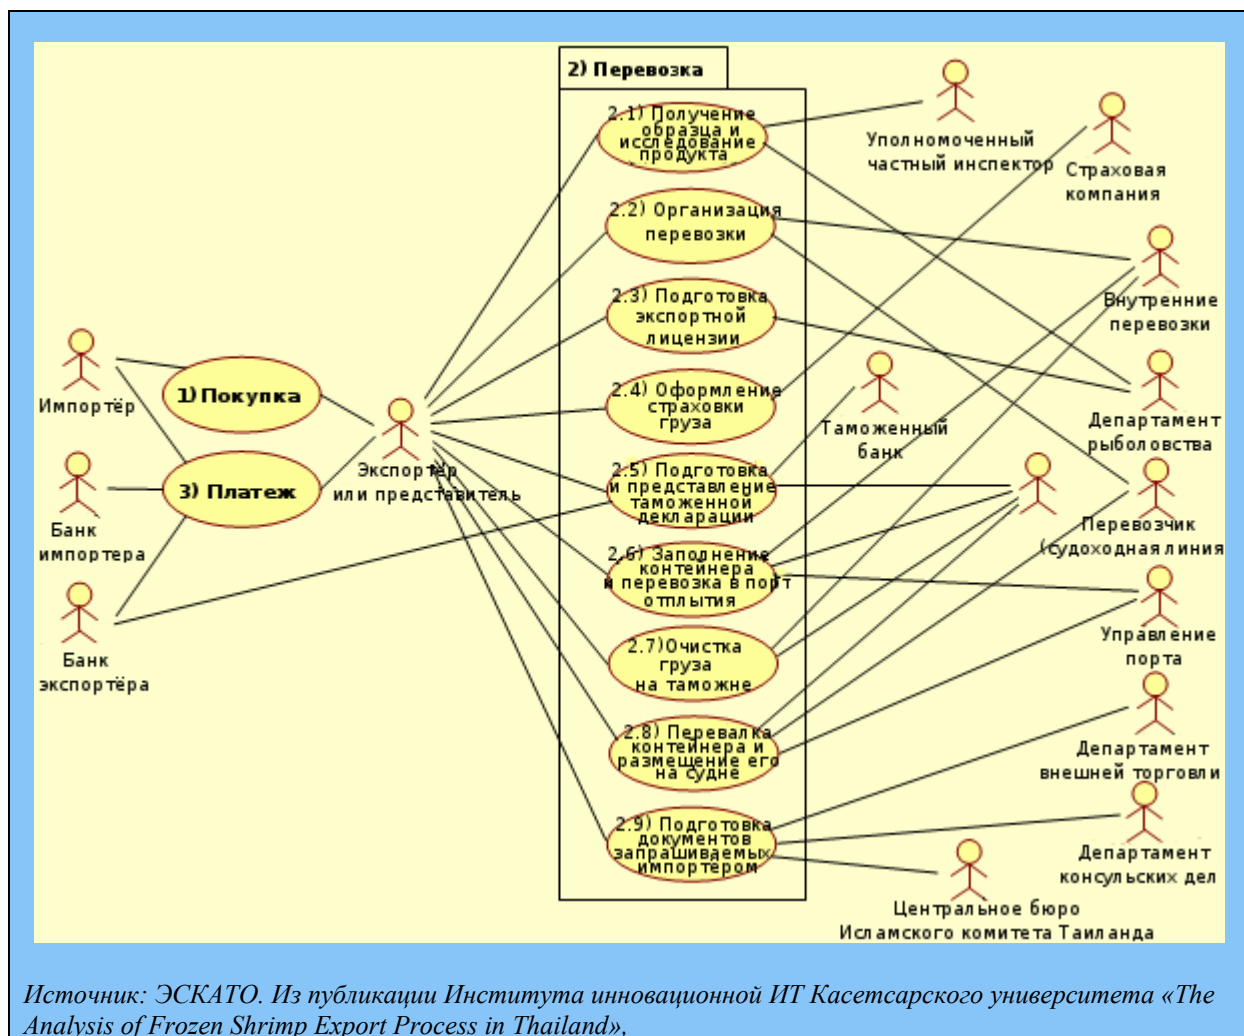 2) Перевозка
2.1) Получение
образца и
исследование
продукта
Уполномоченный
частный инспектор
Страховая
компания
2.2) Организация
перевозки
2.3) Подготовка
экспортной
лицензии
Внутренние
перевозки
1) Покупка
Импортёр
2.4) Оформление
страховки
груза
Таможенный
банк
Департамент
рыболовства
3) Платеж
Экспортёр
или представитель
2.5) Подготовка
и представление
таможенной
декларации
Банк
импортера
Перевозчик
(судоходная линия
2.6) Заполнение
контейнера
и перевозка в порт
отплытия
Банк
экспортёра
2.7)Очистка
груза
на таможне
Управление
порта
2.8) Перевалка
контейнера и
размещение его
на судне
Департамент
внешней торговли
2.9) Подготовка
документов
запрашиваемых
импортёром
Департамент
консульских дел
Центральное бюро
Исламского комитета Таиланда
Источник: ЭСКАТО. Из публикации Института инновационной ИТ Касетсарского университета «The
Analysis of Frozen Shrimp Export Process in Thailand»,